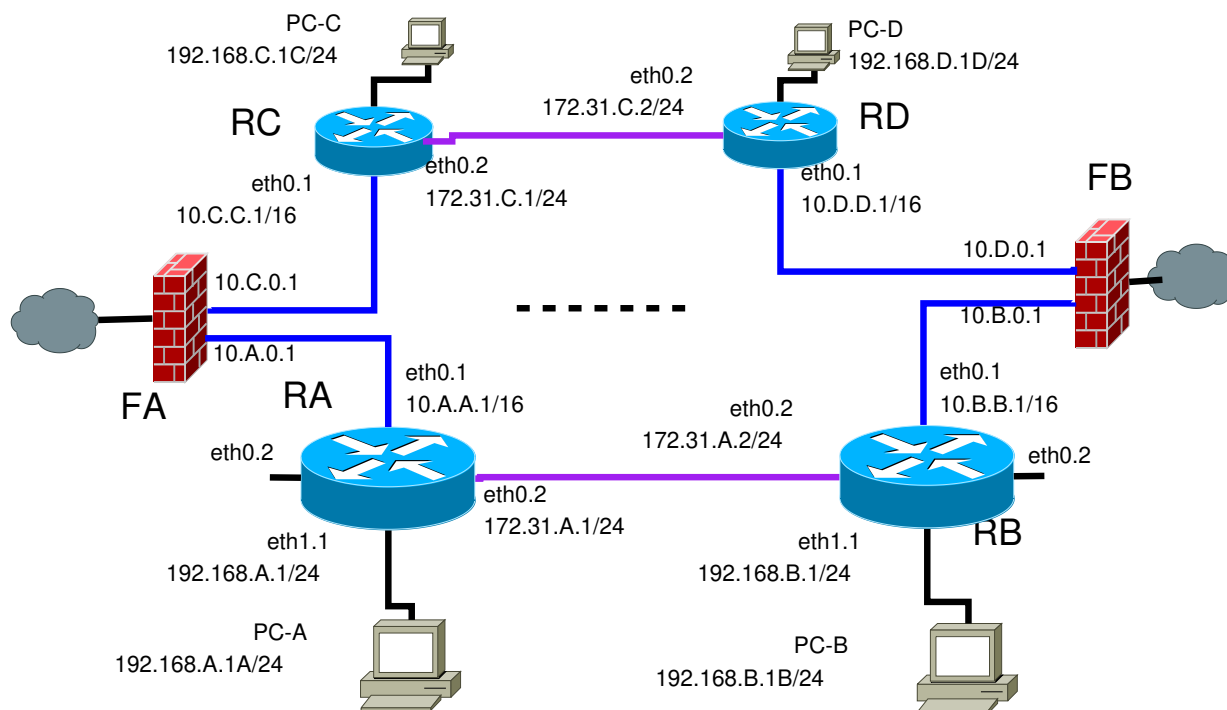 PC-C
192.168.C.1C/24
PC-D
192.168.D.1D/24
eth0.2
172.31.C.2/24
RC
RD
eth0.2
172.31.C.1/24
eth0.1
10.C.C.1/16
eth0.1
10.D.D.1/16
FB
10.C.0.1
10.D.0.1
10.A.0.1
10.B.0.1
FA
RA
eth0.1
10.A.A.1/16
eth0.1
10.B.B.1/16
eth0.2
172.31.A.2/24
eth0.2
eth0.2
eth0.2
172.31.A.1/24
RB
eth1.1
192.168.A.1/24
eth1.1
192.168.B.1/24
PC-A
192.168.A.1A/24
PC-B
192.168.B.1B/24